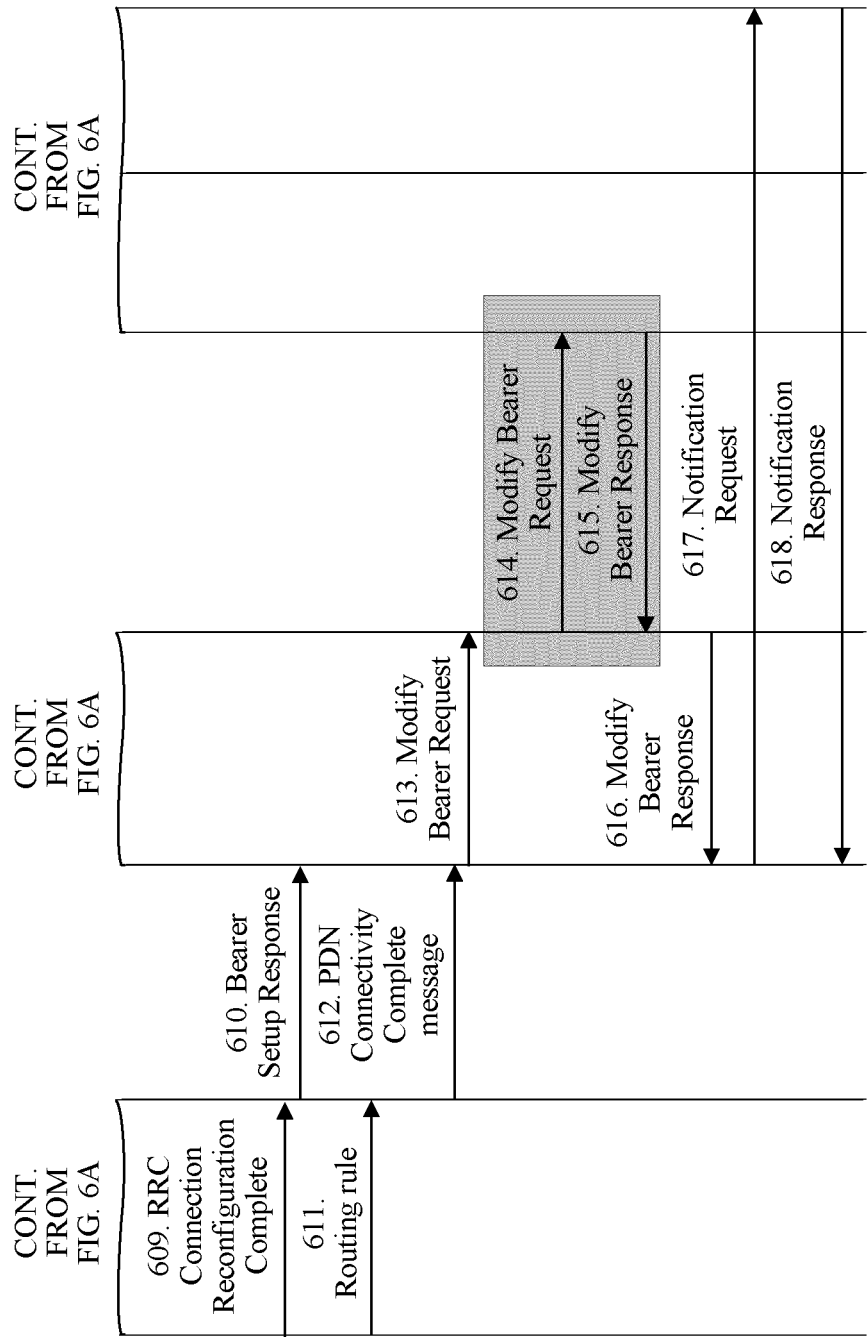 CONT.
FROM
FIG. 6A
CONT.
FROM
FIG. 6A
CONT.
FROM
FIG. 6A
609. RRC
Connection
Reconfiguration
Complete
610. Bearer
Setup Response
611.
Routing rule
612. PDN
Connectivity
Complete
message
613. Modify
Bearer Request
614. Modify Bearer
Request
615. Modify
Bearer Response
616. Modify
Bearer
Response
617. Notification
Request
618. Notification
Response